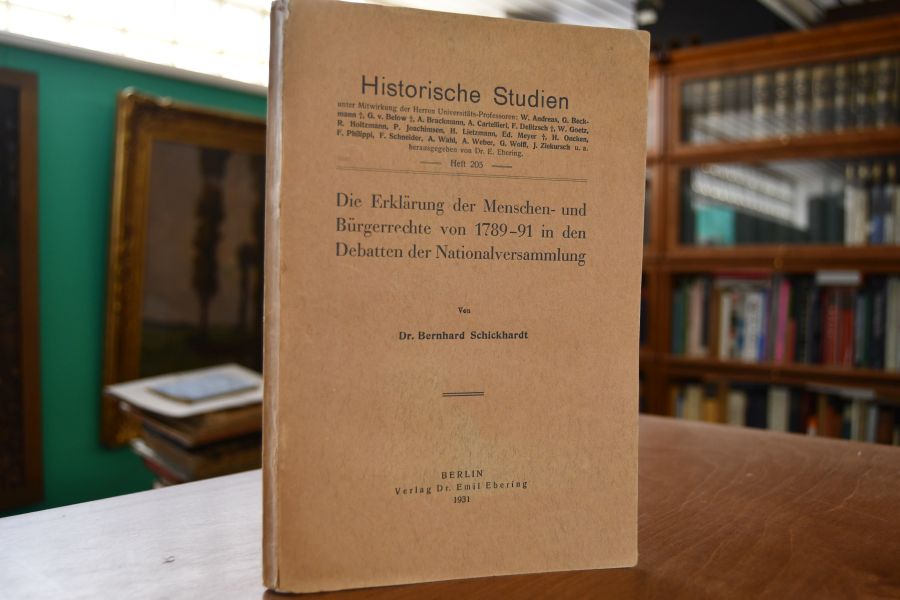 Historische Studien
unter Mitwirkung der Herren Universitäts-Professoren: W. Andreas, G. Beck-
mann †, G. v. Below †, A. Brackmann, A. Cartellieri, F. Delitzsch †, W. Goetz,
R. Holtzmann, P. Joachimsen, H. Lietzmann, Ed. Meyer †, H. Oncken,
F. Philippi, F. Schneider, A. Wahl, A. Weber, G. Wolff, J. Ziekursch u. a.
herausgegeben von Dr. E. Ebering.
Heft 205
Die Erklärung der Menschen- und
Bürgerrechte von 1789–91 in den
Debatten der Nationalversammlung
Von
Dr. Bernhard Schickhardt
BERLIN
Verlag Dr. Emil Ebering
1931